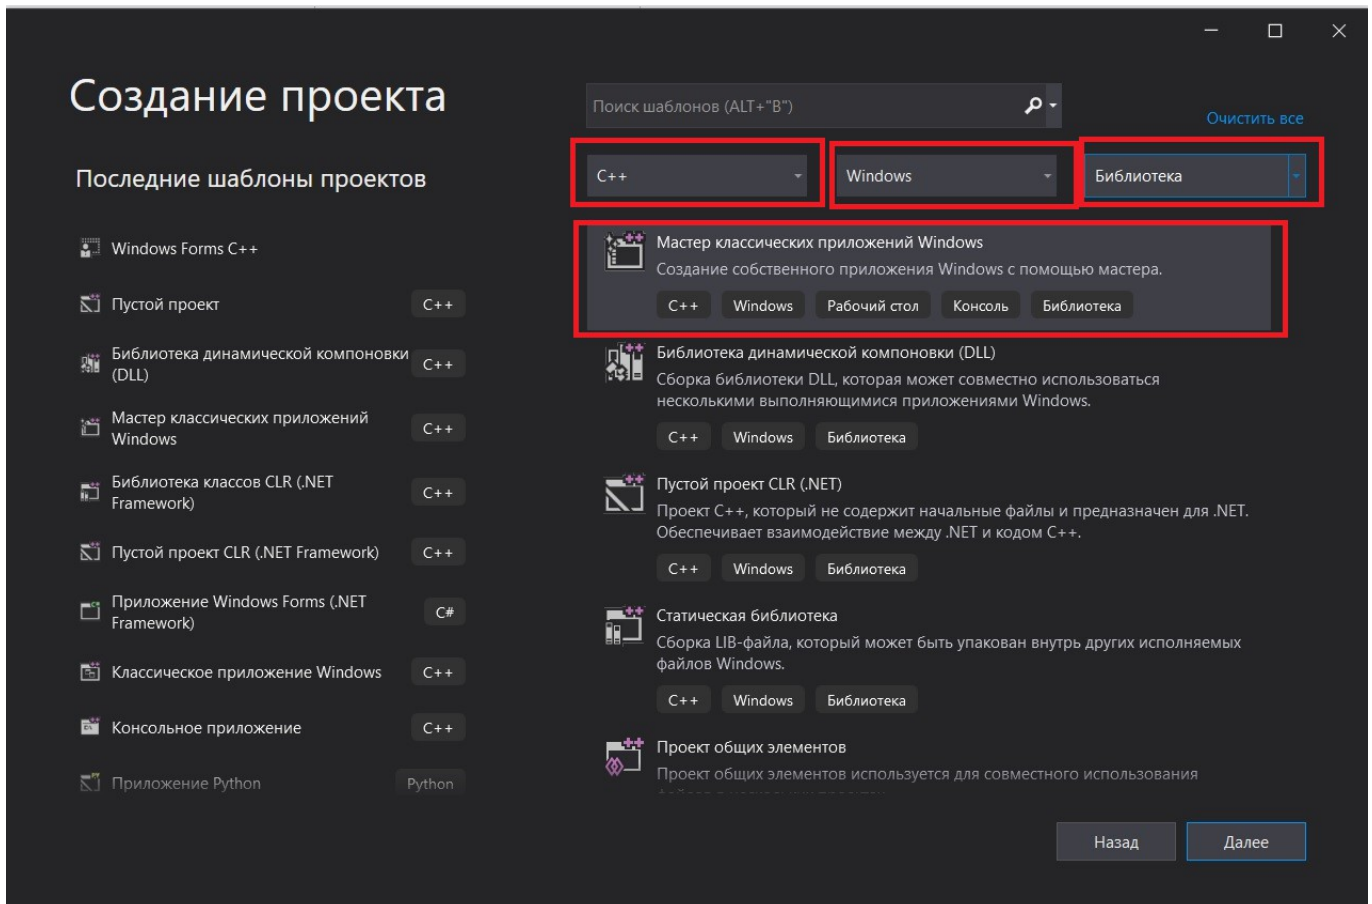 Создание проекта
Поиск шаблонов (ALT+"В")
Очистить все
Последние шаблоны проектов
C++
Windows
Библиотека
Windows Forms C++
Пустой проект
C++
Библиотека динамической компоновки
(DLL)
C++
Мастер классических приложений
Windows
C++
Библиотека классов CLR (.NET
Framework)
C++
Пустой проект CLR (.NET Framework)
C++
Приложение Windows Forms (.NET
Framework)
C#
Классическое приложение Windows
C++
Консольное приложение
C++
Приложение Python
Python
Мастер классических приложений Windows
Создание собственного приложения Windows с помощью мастера.
C++
Windows
Рабочий стол
Консоль
Библиотека
Библиотека динамической компоновки (DLL)
Сборка библиотеки DLL, которая может совместно использоваться
несколькими выполняющимися приложениями Windows.
C++
Windows
Библиотека
Пустой проект CLR (.NET)
Проект C++, который не содержит начальные файлы и предназначен для .NET.
Обеспечивает взаимодействие между .NET и кодом C++.
C++
Windows
Библиотека
Статическая библиотека
Сборка LIB-файла, который может быть упакован внутрь других исполняемых
файлов Windows.
C++
Windows
Библиотека
Проект общих элементов
Проект общих элементов используется для совместного использования
Назад
Далее